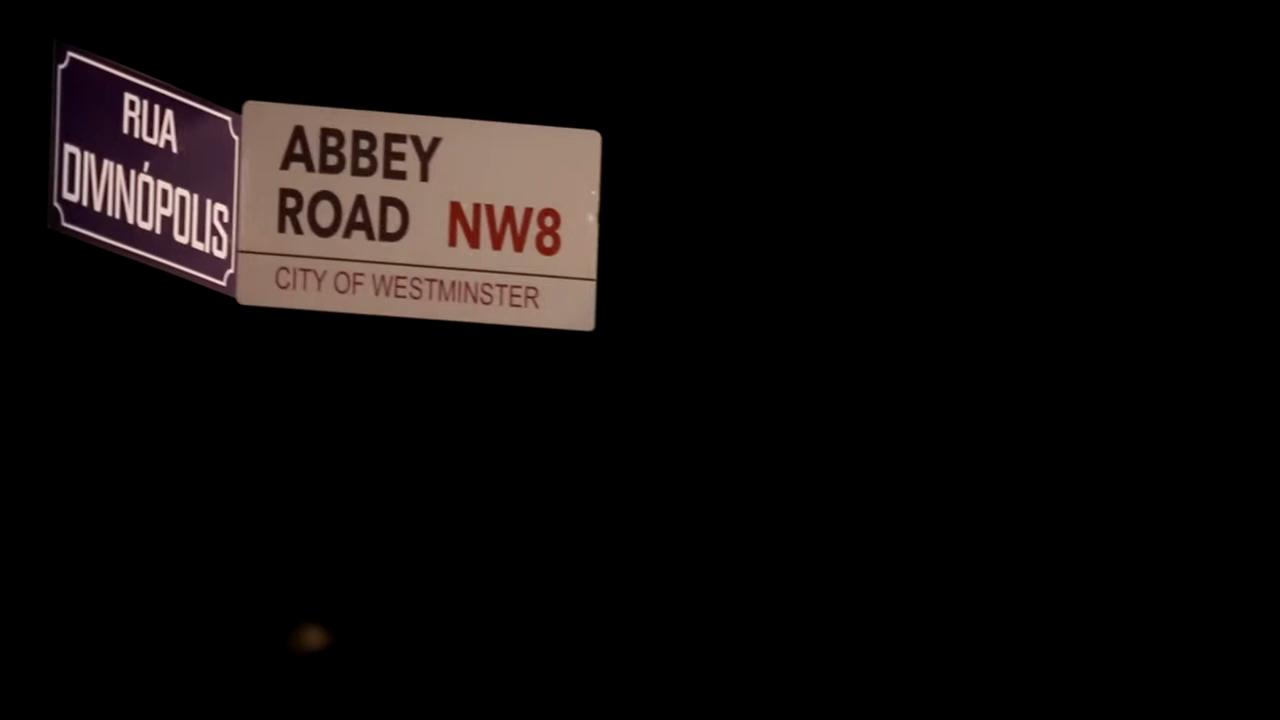 RUA
DIVINÓPOLIS
ABBEY
ROAD NW8
CITY OF WESTMINSTER